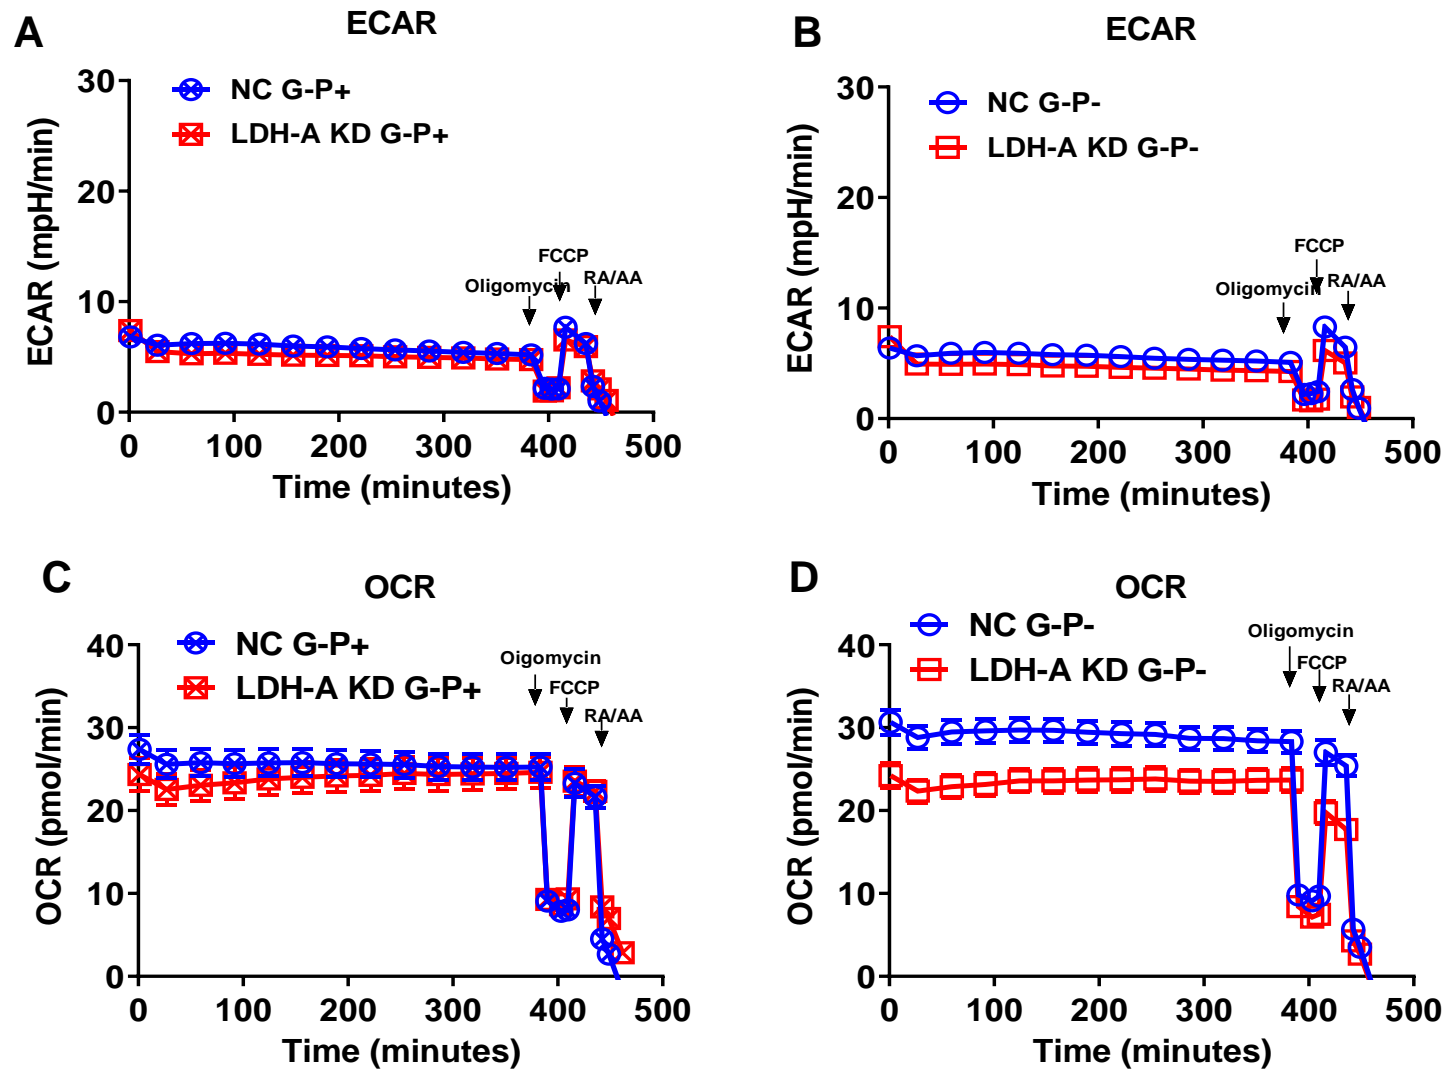 A
ECAR
NC G-P+
LDH-A KD G-P+
ECAR (mpH/min)
30
20
10
0
FCCP
Oligomycin
RA/AA
0 100 200 300 400 500
Time (minutes)
B
ECAR
NC G-P-
LDH-A KD G-P-
ECAR (mpH/min)
30
20
10
0
FCCP
Oligomycin
RA/AA
0 100 200 300 400 500
Time (minutes)
C
OCR
NC G-P+
LDH-A KD G-P+
OCR (pmol/min)
40
30
20
10
0
Oigomycin
FCCP
RA/AA
0 100 200 300 400 500
Time (minutes)
D
OCR
NC G-P-
LDH-A KD G-P-
OCR (pmol/min)
40
30
20
10
0
Oligomycin
FCCP
RA/AA
0 100 200 300 400 500
Time (minutes)